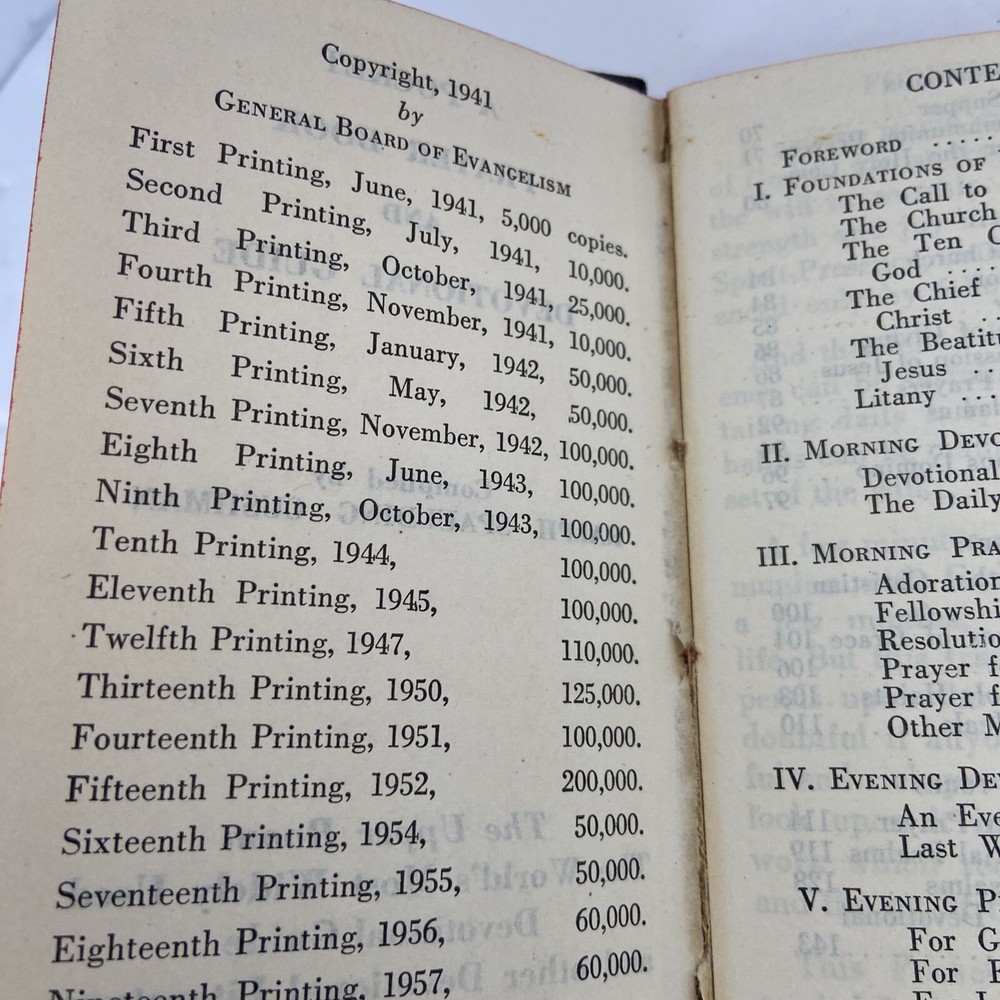 Copyright, 1941
by
GENERAL BOARD OF EVANGELISM
First Printing, June, 1941, 5,000 copies.
Second Printing, July, 1941, 10,000.
Third Printing, October, 1941, 25,000.
Fourth Printing, November, 1941, 10,000.
Fifth Printing, January, 1942, 50,000.
Sixth Printing, May, 1942, 50,000.
Seventh Printing, November, 1942, 100,000.
Eighth Printing, June, 1943, 100,000.
Ninth Printing, October, 1943, 100,000.
Tenth Printing, 1944, 100,000.
Eleventh Printing, 1945, 100,000.
Twelfth Printing, 1947, 110,000.
Thirteenth Printing, 1950, 125,000.
Fourteenth Printing, 1951, 100,000.
Fifteenth Printing, 1952, 200,000.
Sixteenth Printing, 1954, 50,000.
Seventeenth Printing, 1955, 50,000.
Eighteenth Printing, 1956, 60,000.
Nineteenth Printing, 1957, 60,000.
CONTE
FOREWORD .....
I. FOUNDATIONS OF
The Call to
The Church
The Ten C
God ....
The Chief
Christ ..
The Beatitu
Jesus ..
Litany ...
II. MORNING DEVO
Devotional
The Daily
III. MORNING PRA
Adoration
Fellowshi
Resolutio
Prayer f
Prayer f
Other M
IV. EVENING DE
An Eve
Last W
V. EVENING P
For G
For